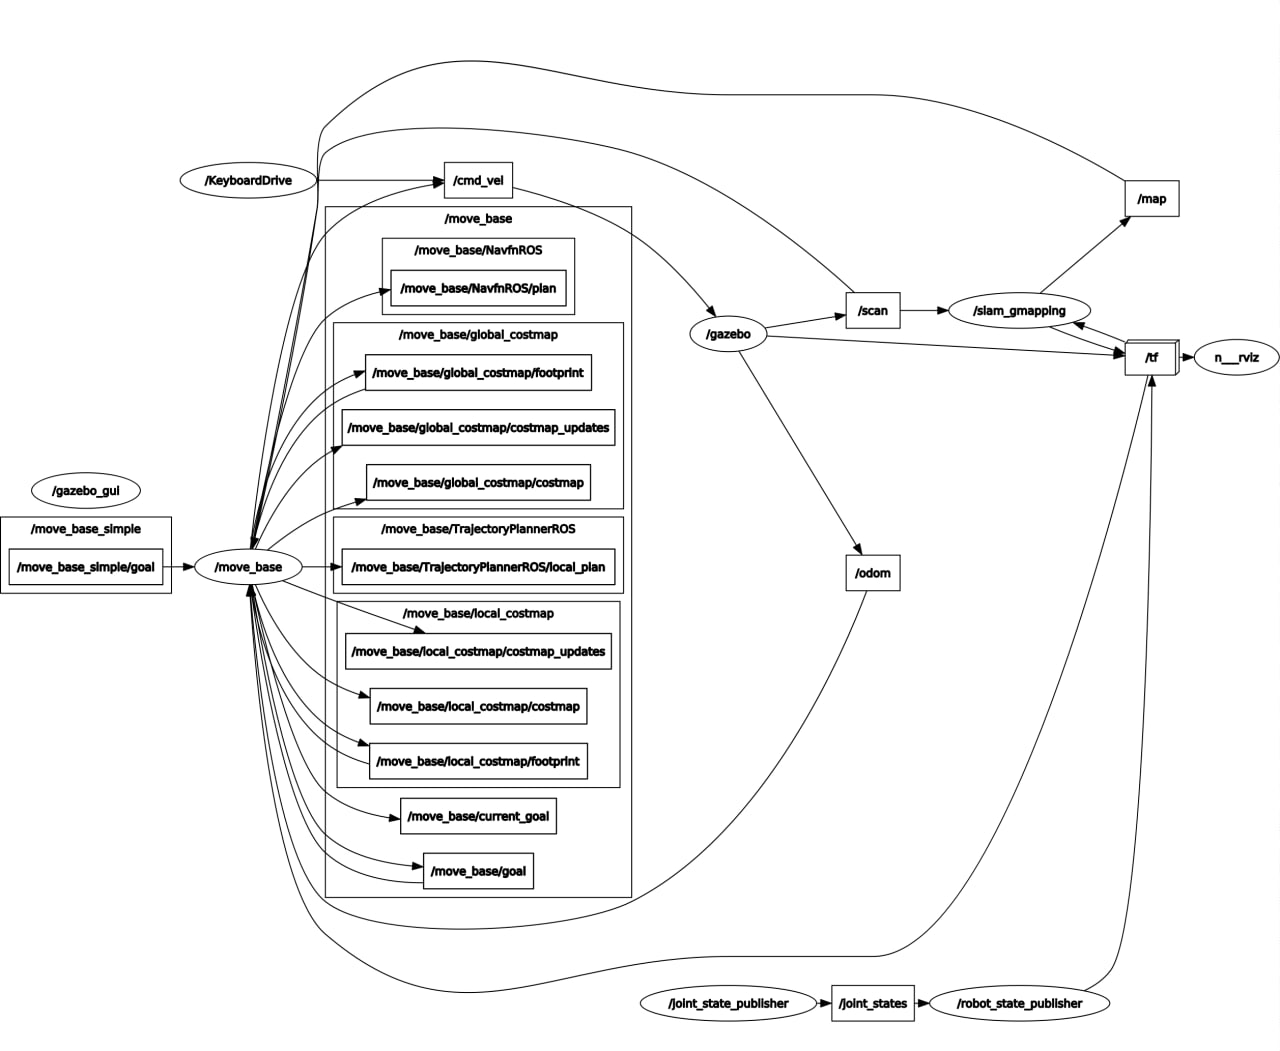 /KeyboardDrive
/cmd_vel
/map
/move_base
/move_base/NavfnROS
/move_base/NavfnROS/plan
/scan
/slam_gmapping
/gazebo
/move_base/global_costmap
/tf
n___rviz
/move_base/global_costmap/footprint
/move_base/global_costmap/costmap_updates
/move_base/global_costmap/costmap
/gazebo_gui
/move_base_simple
/move_base/TrajectoryPlannerROS
/move_base_simple/goal
/move_base
/move_base/TrajectoryPlannerROS/local_plan
/odom
/move_base/local_costmap
/move_base/local_costmap/costmap_updates
/move_base/local_costmap/costmap
/move_base/local_costmap/footprint
/move_base/current_goal
/move_base/goal
/joint_state_publisher
/joint_states
/robot_state_publisher